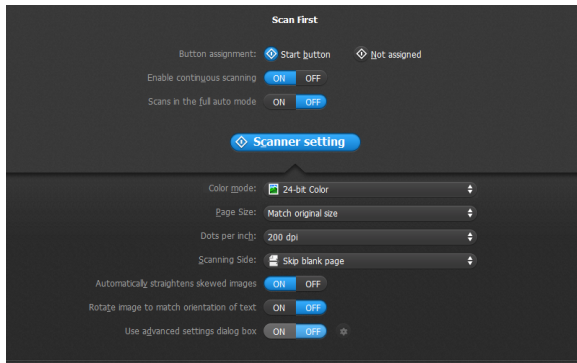 Scan First
Button assignment: Start button Not assigned
Enable continuous scanning ON OFF
Scans in the full auto mode ON OFF
Scanner setting
Color mode: 24-bit Color
Page Size: Match original size
Dots per inch: 200 dpi
Scanning Side: Skip blank page
Automatically straightens skewed images ON OFF
Rotate image to match orientation of text ON OFF
Use advanced settings dialog box ON OFF